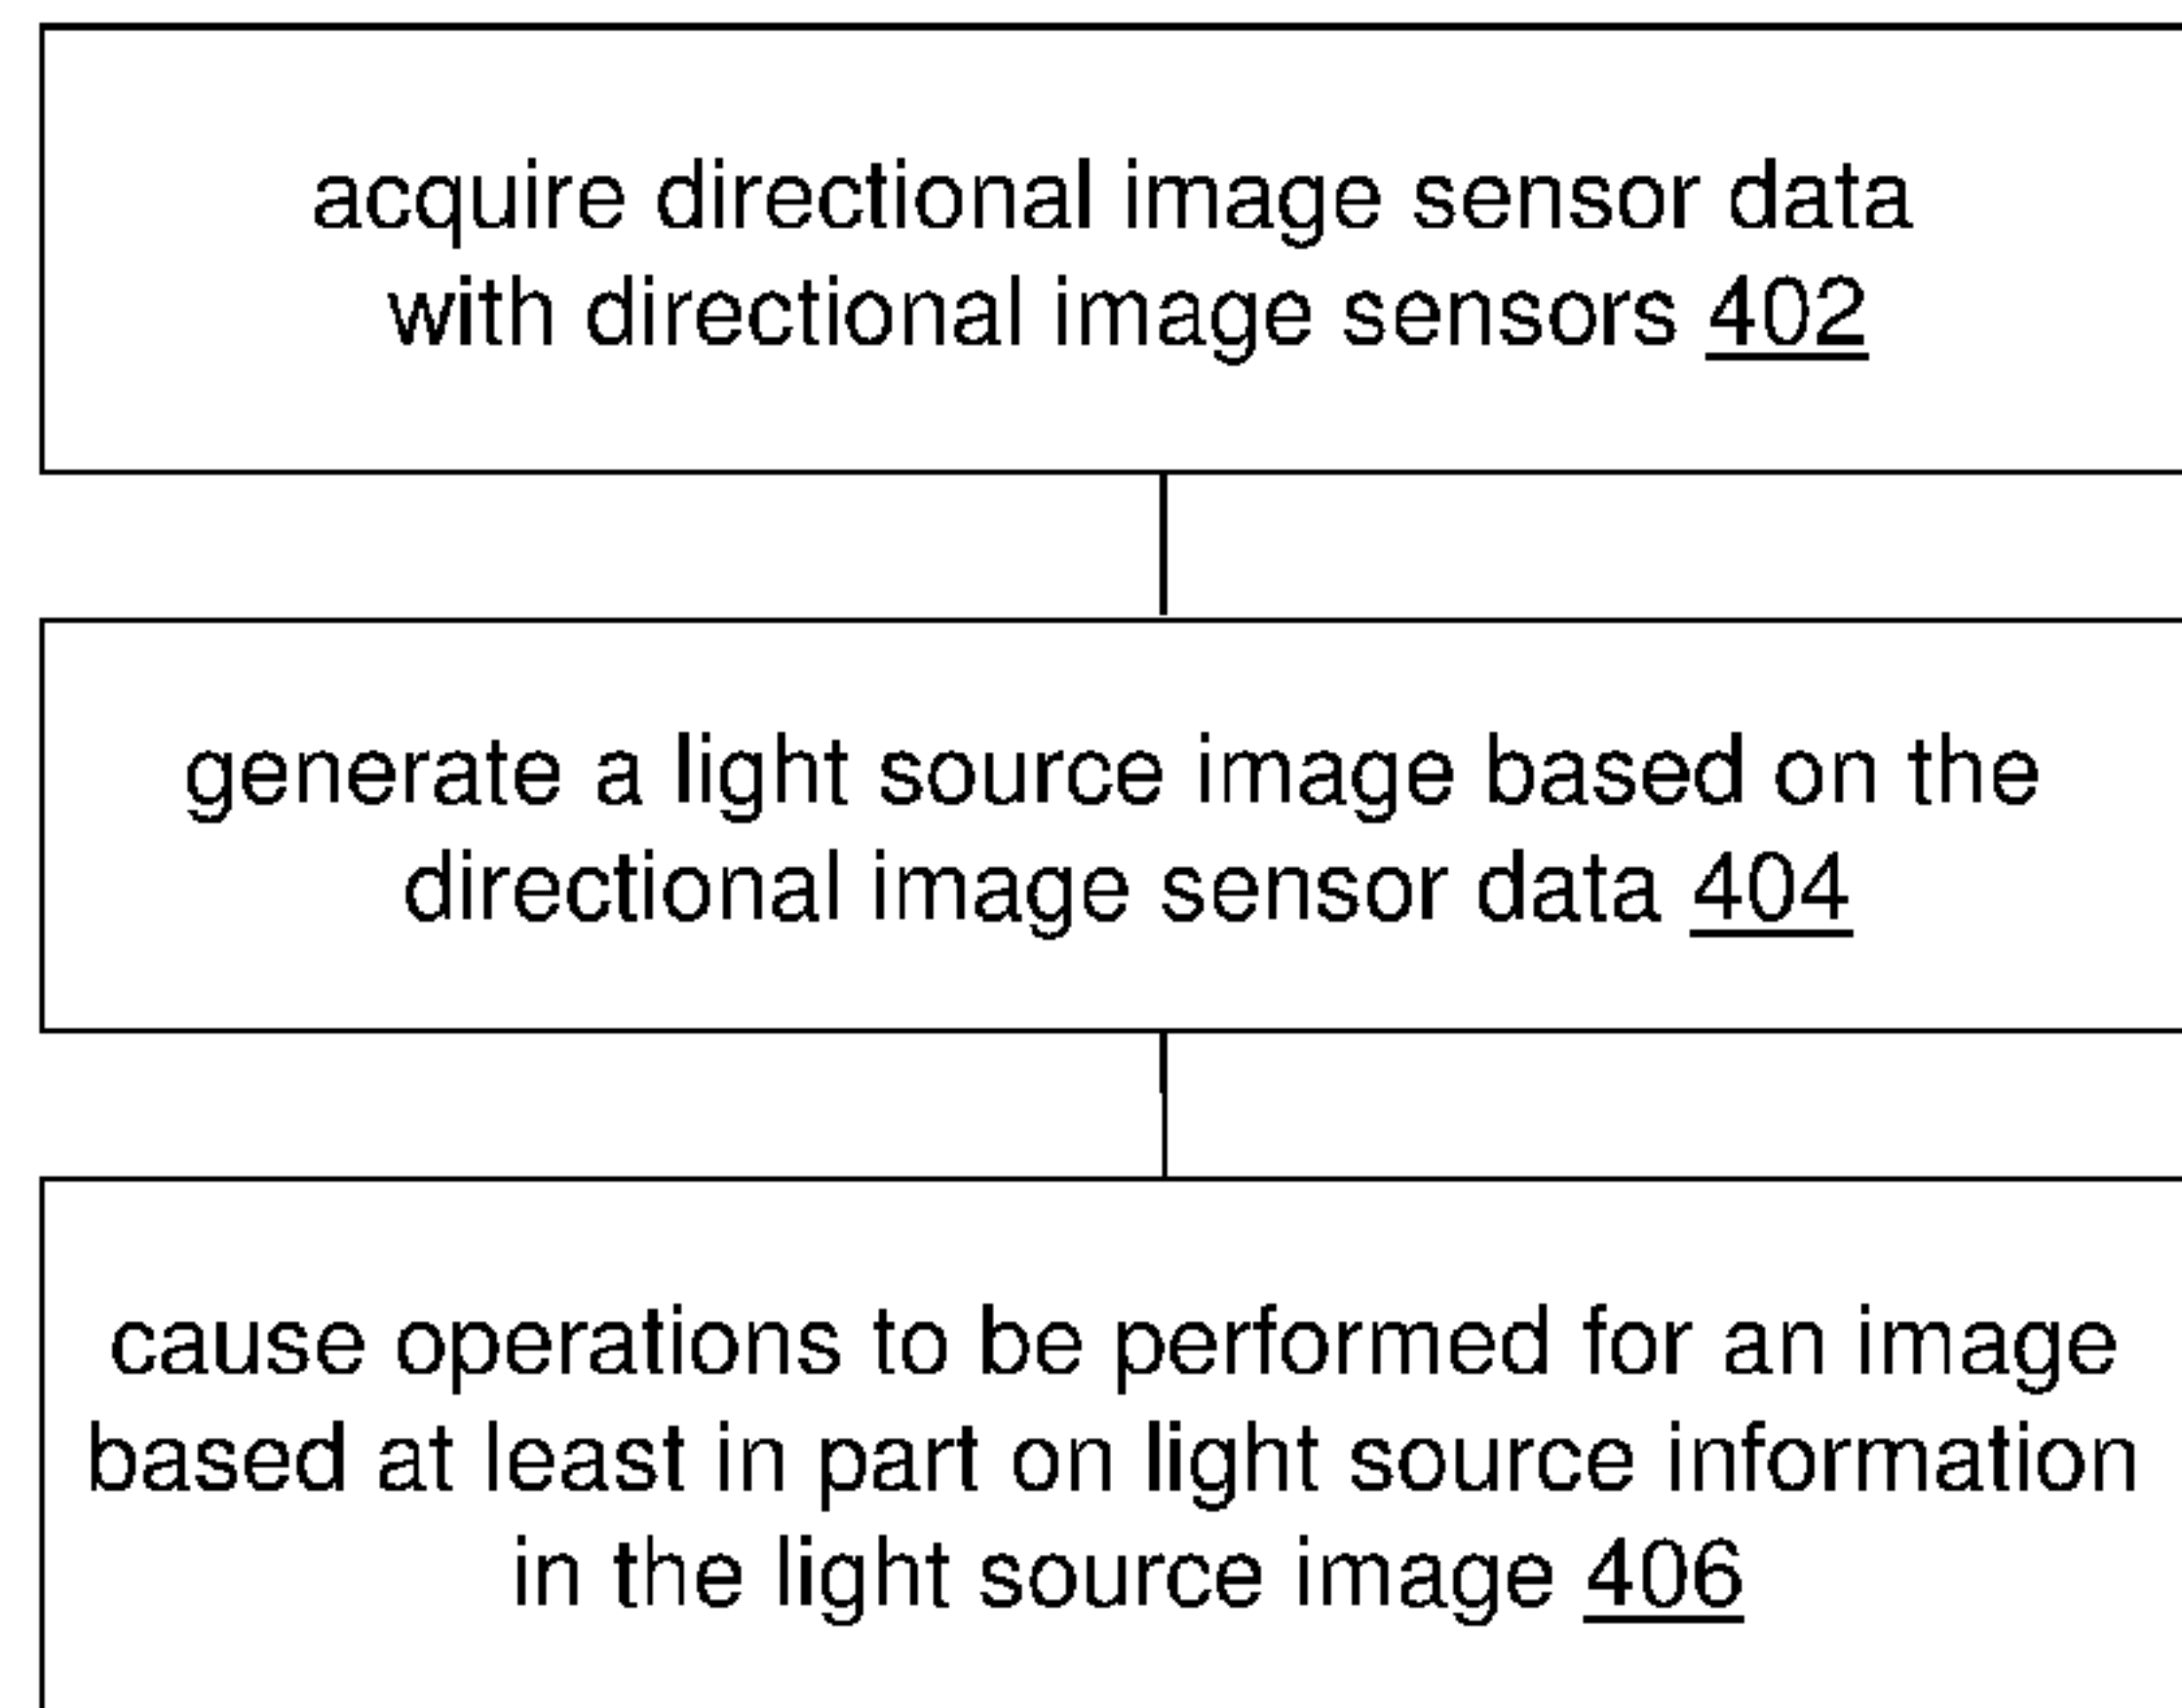 acquire directional image sensor data
with directional image sensors 402
generate a light source image based on the
directional image sensor data 404
cause operations to be performed for an image
based at least in part on light source information
in the light source image 406